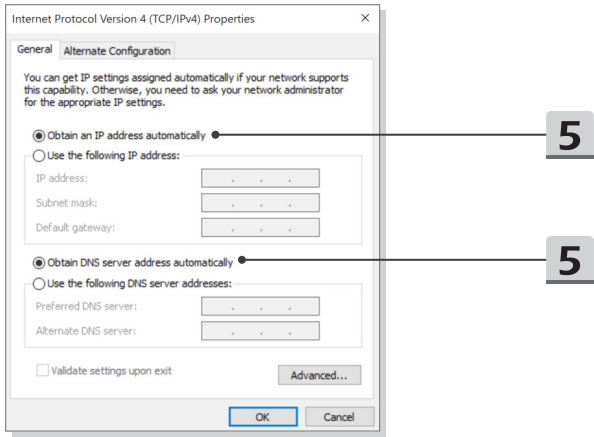 Internet Protocol Version 4 (TCP/IPv4) Properties
General Alternate Configuration
You can get IP settings assigned automatically if your network supports
this capability. Otherwise, you need to ask your network administrator
for the appropriate IP settings.
Obtain an IP address automatically
5
Use the following IP address:
IP address:
Subnet mask:
Default gateway:
Obtain DNS server address automatically
5
Use the following DNS server addresses:
Preferred DNS server:
Alternate DNS server:
Validate settings upon exit
Advanced...
OK Cancel